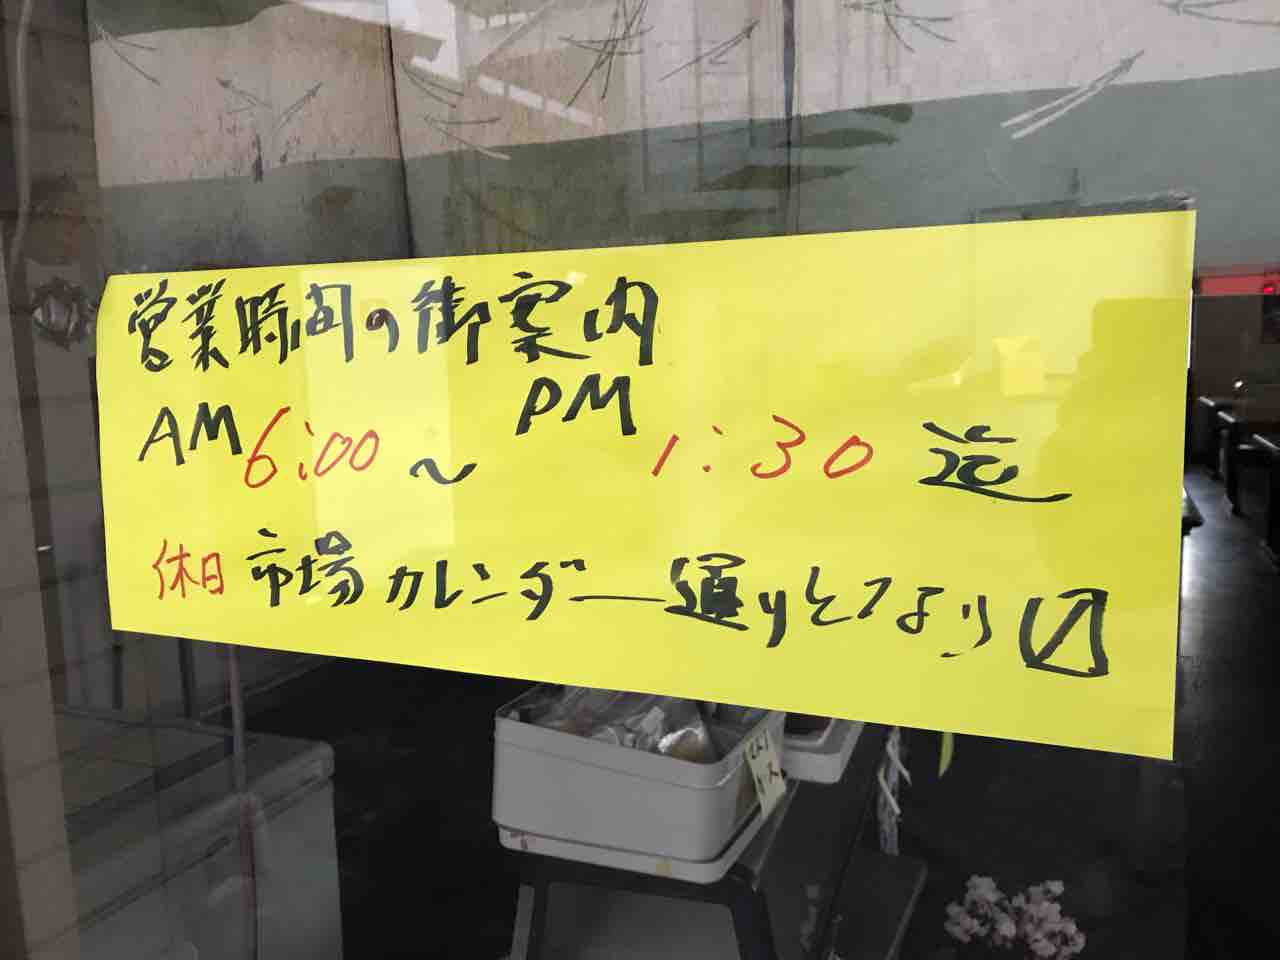 営業時間の御案内
AM 6:00 ~ PM 1:30 迄
休日 市場カレンダー通りとなります